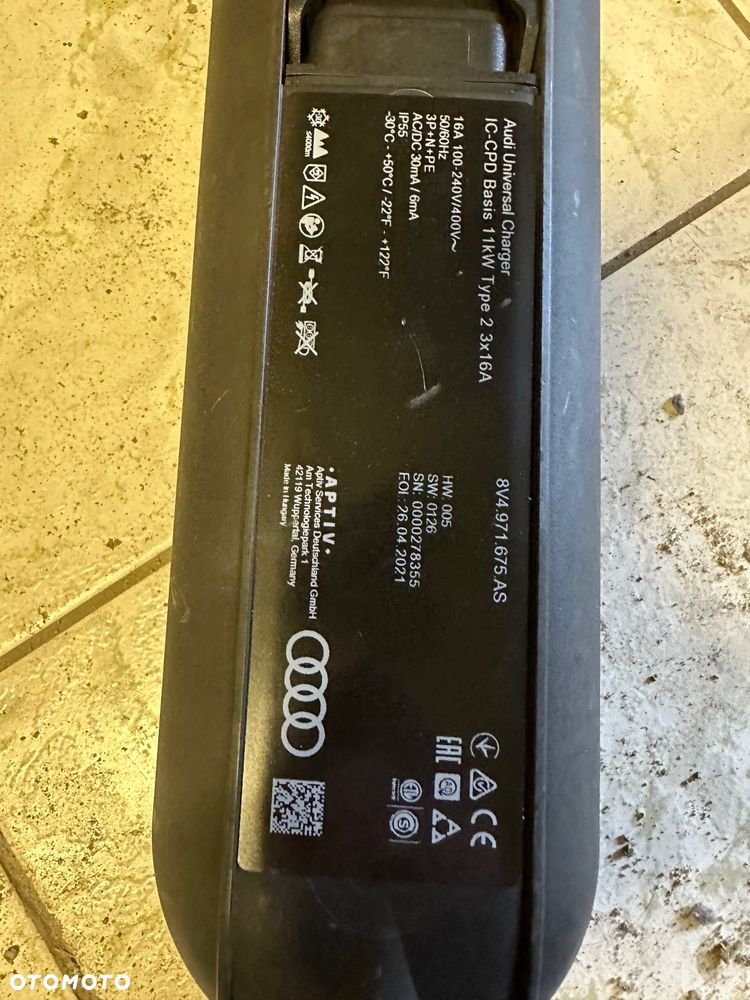 Audi Universal Charger
IC-CPD Basis 11kW Type 2 3x16A
16A 100-240V/400V~
50/60Hz
3P+N+PE
AC/DC 30mA / 6mA
IP55
-30°C - +50°C / -22°F - +122°F
≤4000m
8V4.971.675.AS
HW: 005
SW: 0126
SN: 0000278355
EOl: 26.04.2021
• A P T I V •
Aptiv Services Deutschland GmbH
Am Technologiepark 1
42119 Wuppertal, Germany
Made in Hungary
CE
EAC
OTOMOTO